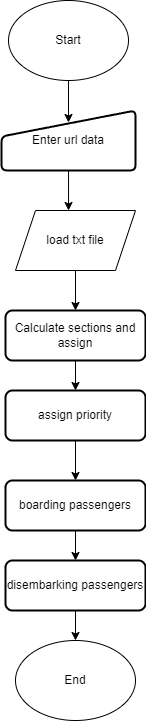 Start
Enter url data
load txt file
Calculate sections and
assign
assign priority
boarding passengers
disembarking passengers
End